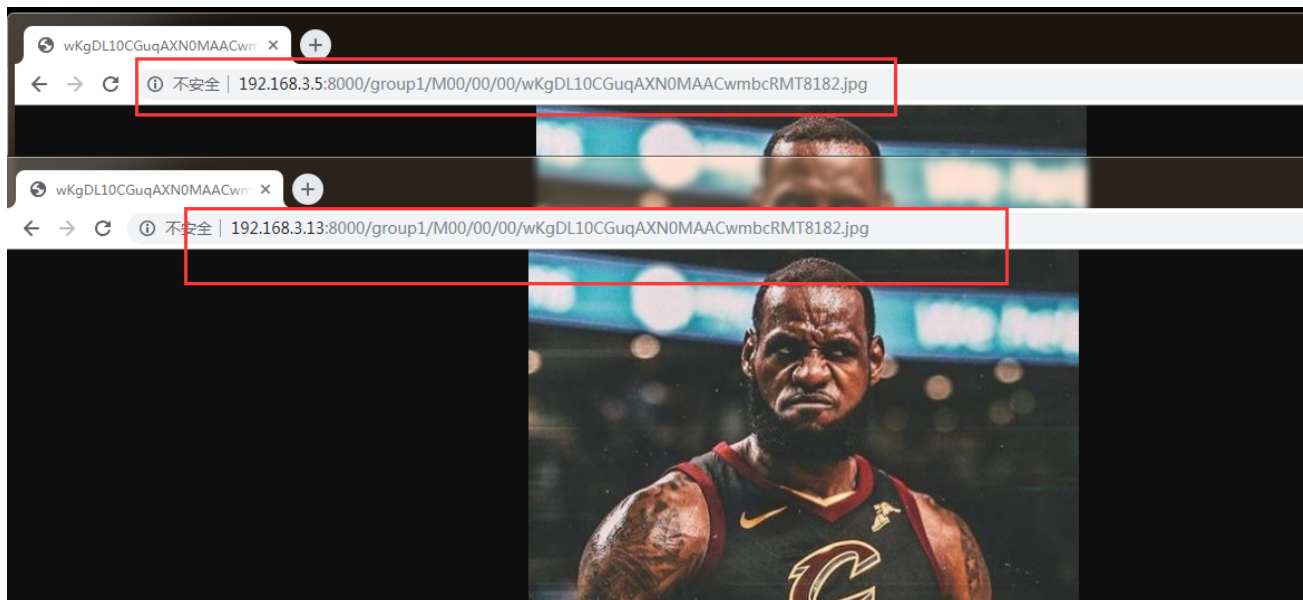 wKgDL10CGuqAXN0MAACwm
不安全 192.168.3.5:8000/group1/M00/00/00/wKgDL10CGuqAXN0MAACwmbcRMT8182.jpg
wKgDL10CGuqAXN0MAACwm
不安全 192.168.3.13:8000/group1/M00/00/00/wKgDL10CGuqAXN0MAACwmbcRMT8182.jpg
C